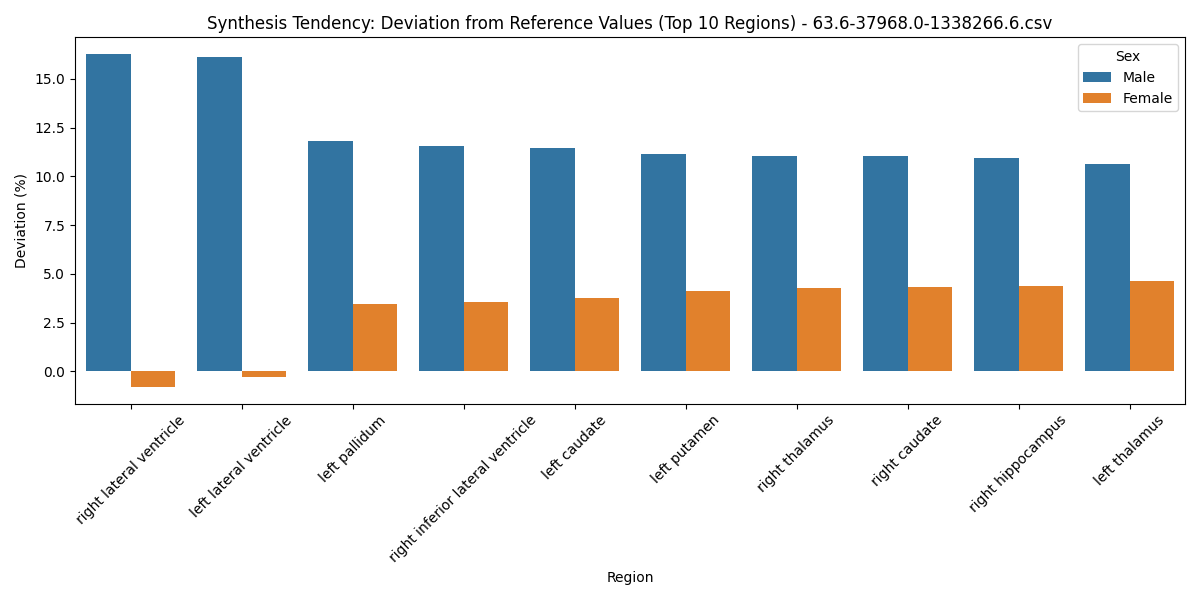 Synthesis Tendency: Deviation from Reference Values (Top 10 Regions) - 63.6-37968.0-1338266.6.csv
Sex
Male
Female
Deviation (%)
15.0
12.5
10.0
7.5
5.0
2.5
0.0
right lateral ventricle
left lateral ventricle
left pallidum
right inferior lateral ventricle
left caudate
left putamen
right thalamus
right caudate
right hippocampus
left thalamus
Region